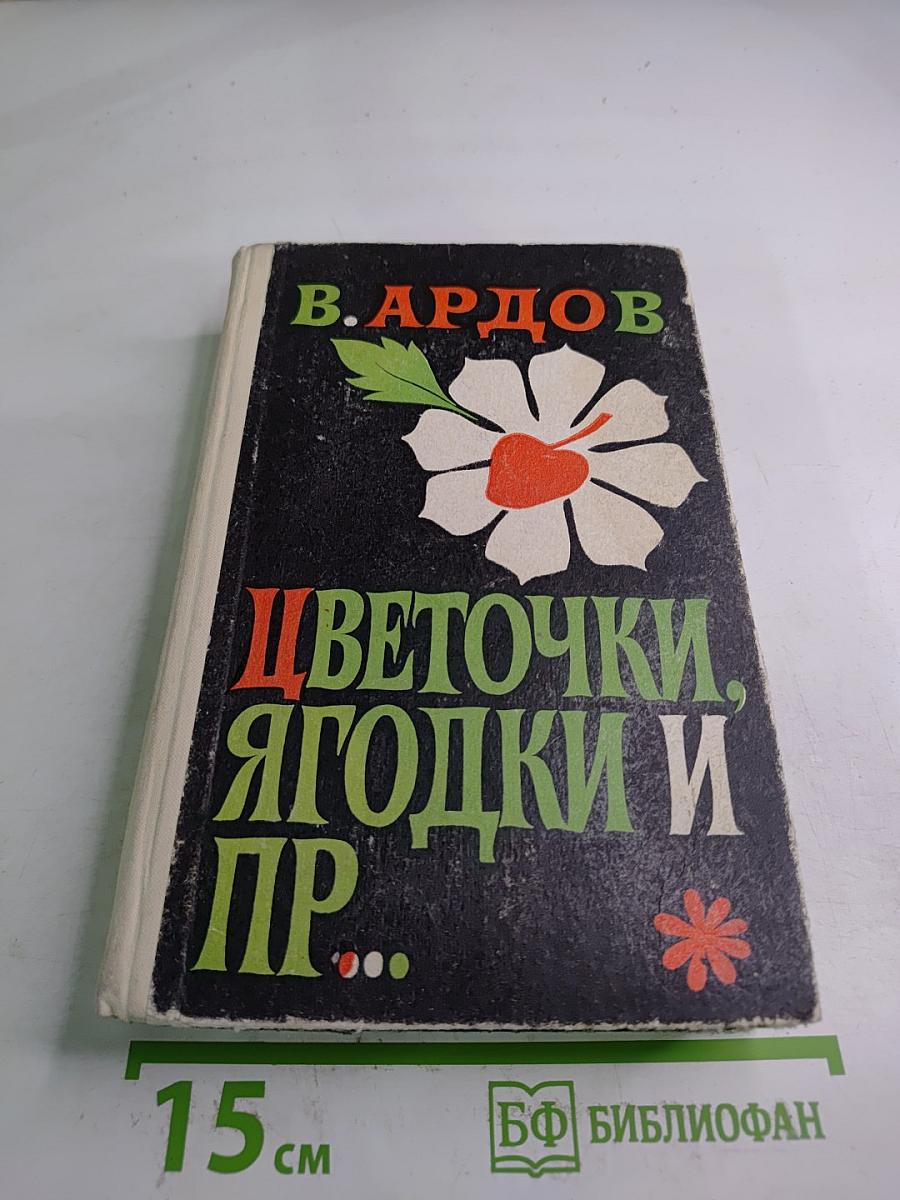 В. АРДОВ
ЦВЕТОЧКИ,
ЯГОДКИ И
ПР...
15 см
БФ БИБЛИОФАН